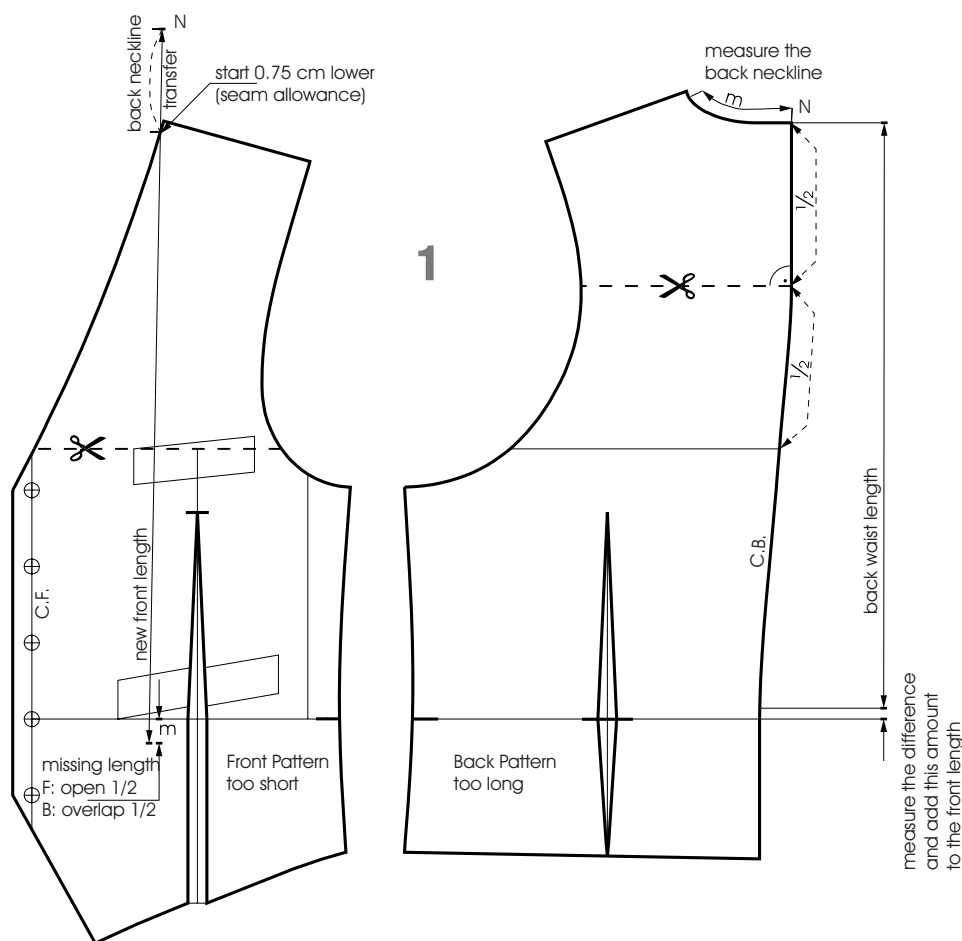 N
back neckline
transfer
start 0.75 cm lower
(seam allowance)
measure the
back neckline
m
N
1
1/2
1/2
C.F.
new front length
C.B.
back waist length
m
missing length
F: open 1/2
B: overlap 1/2
Front Pattern
too short
Back Pattern
too long
measure the difference
and add this amount
to the front length